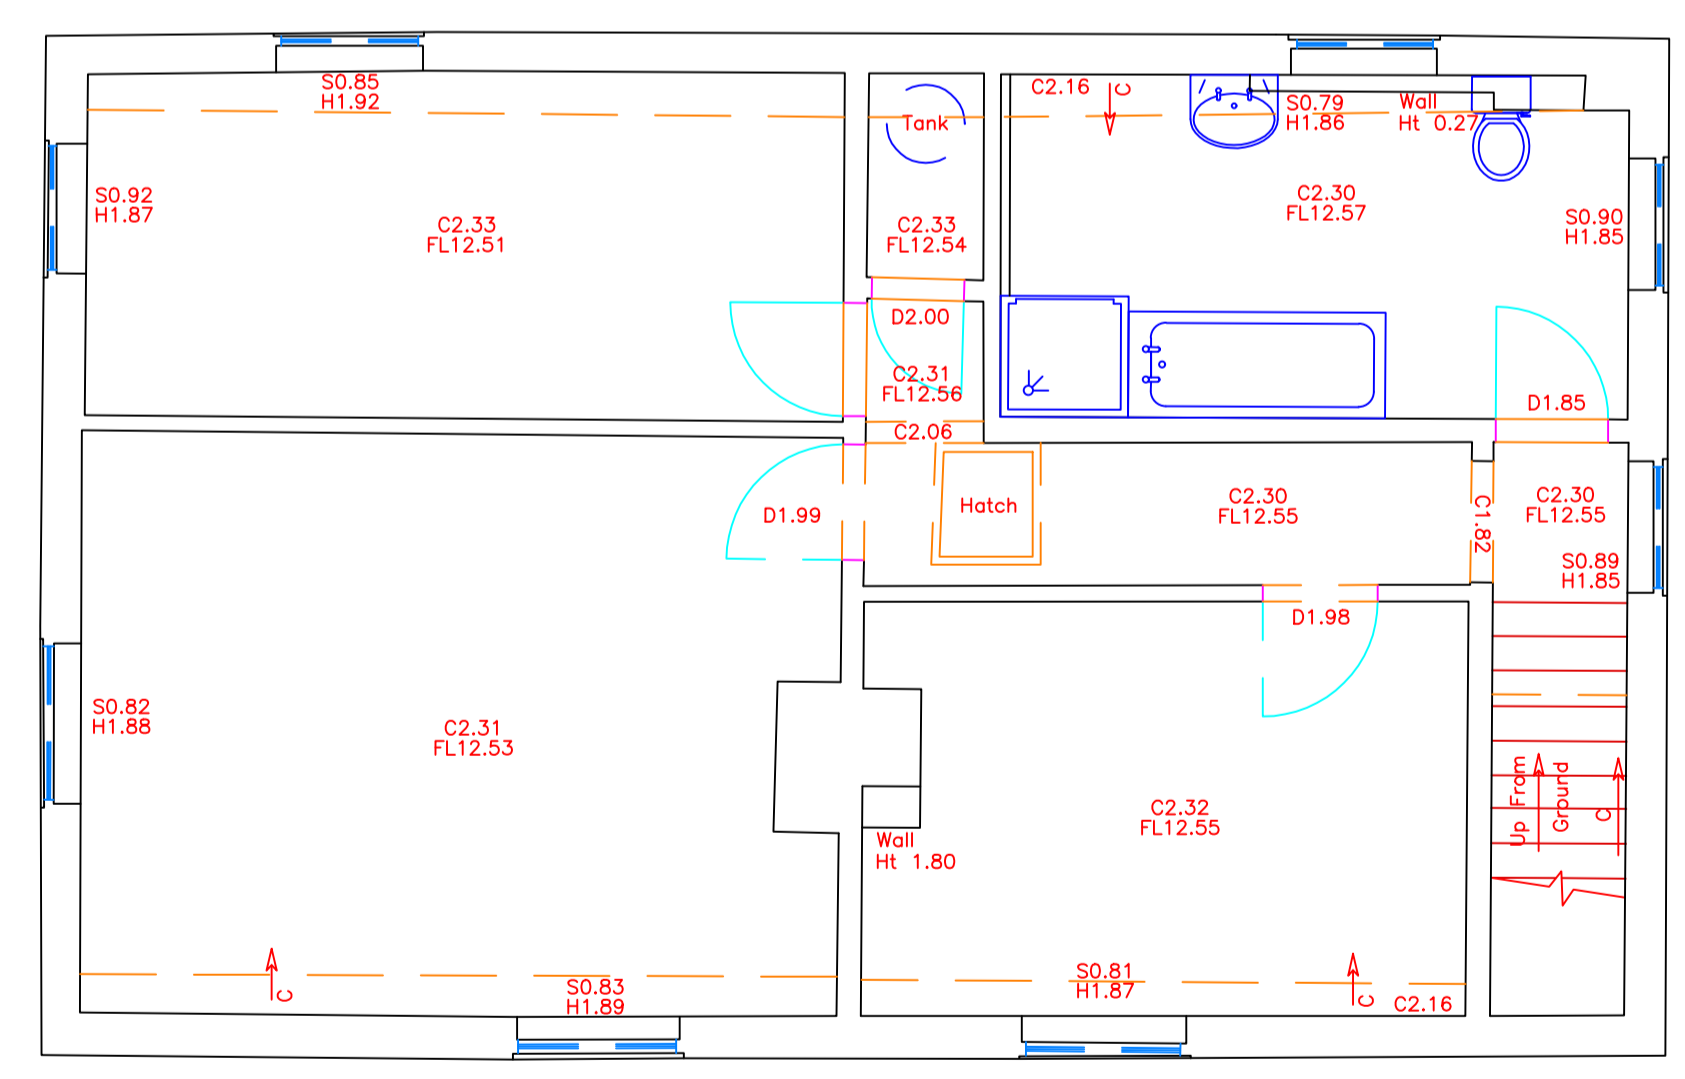 S0.85
H1.92
C2.16
C
S0.79
H1.86
Wall
Ht 0.27
Tank
S0.92
H1.87
C2.33
FL12.51
C2.33
FL12.54
C2.30
FL12.57
S0.90
H1.85
D2.00
C2.31
FL12.56
C2.06
D1.85
D1.99
Hatch
C2.30
FL12.55
C1.82
C2.30
FL12.55
S0.89
H1.85
D1.98
S0.82
H1.88
C2.31
FL12.53
C2.32
FL12.55
Wall
Ht 1.80
Up From
Ground
C
C
S0.83
H1.89
S0.81
H1.87
C
C2.16